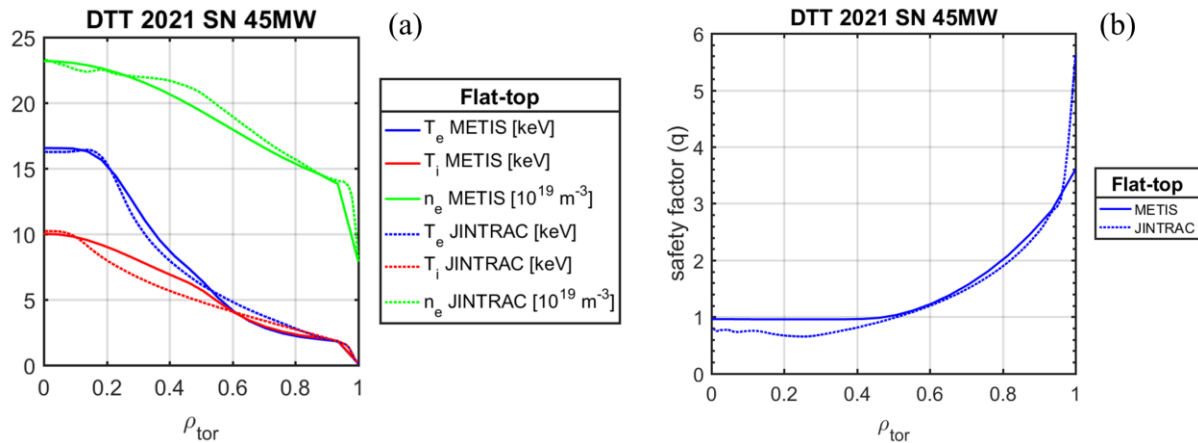 DTT 2021 SN 45MW
(a)
25
20
15
10
5
0
0
0.2
0.4
0.6
0.8
1
ρtor
Flat-top
Te METIS [keV]
Ti METIS [keV]
ne METIS [10^19 m^-3]
Te JINTRAC [keV]
Ti JINTRAC [keV]
ne JINTRAC [10^19 m^-3]
DTT 2021 SN 45MW
(b)
safety factor (q)
6
5
4
3
2
1
0
0
0.2
0.4
0.6
0.8
1
ρtor
Flat-top
METIS
JINTRAC